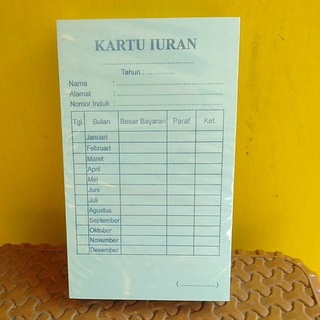 KARTU IURAN
..............................
Tahun : ............
Nama : ..............................
Alamat : ..............................
Nomor Induk : ..............................
Tgl. Bulan Besar Bayaran Paraf Ket.
Januari
Februari
Maret
April
Mei
Juni
Juli
Agustus
September
Oktober
November
Desember
(..............)